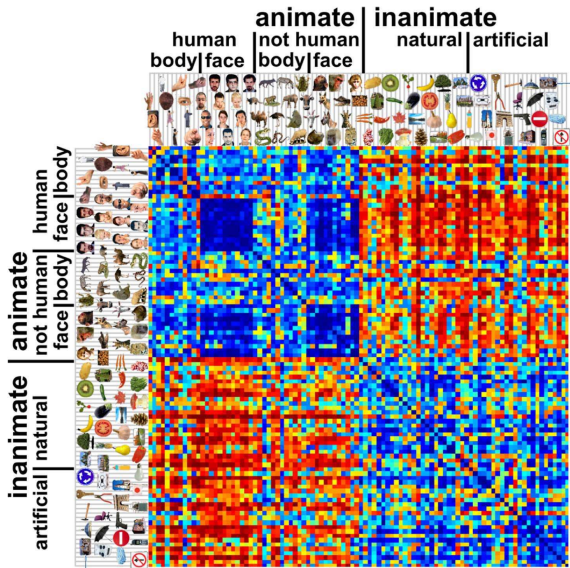 animate inanimate
human not human natural artificial
body face body face
human
body
face
animate
not human
body
face
inanimate
natural
artificial